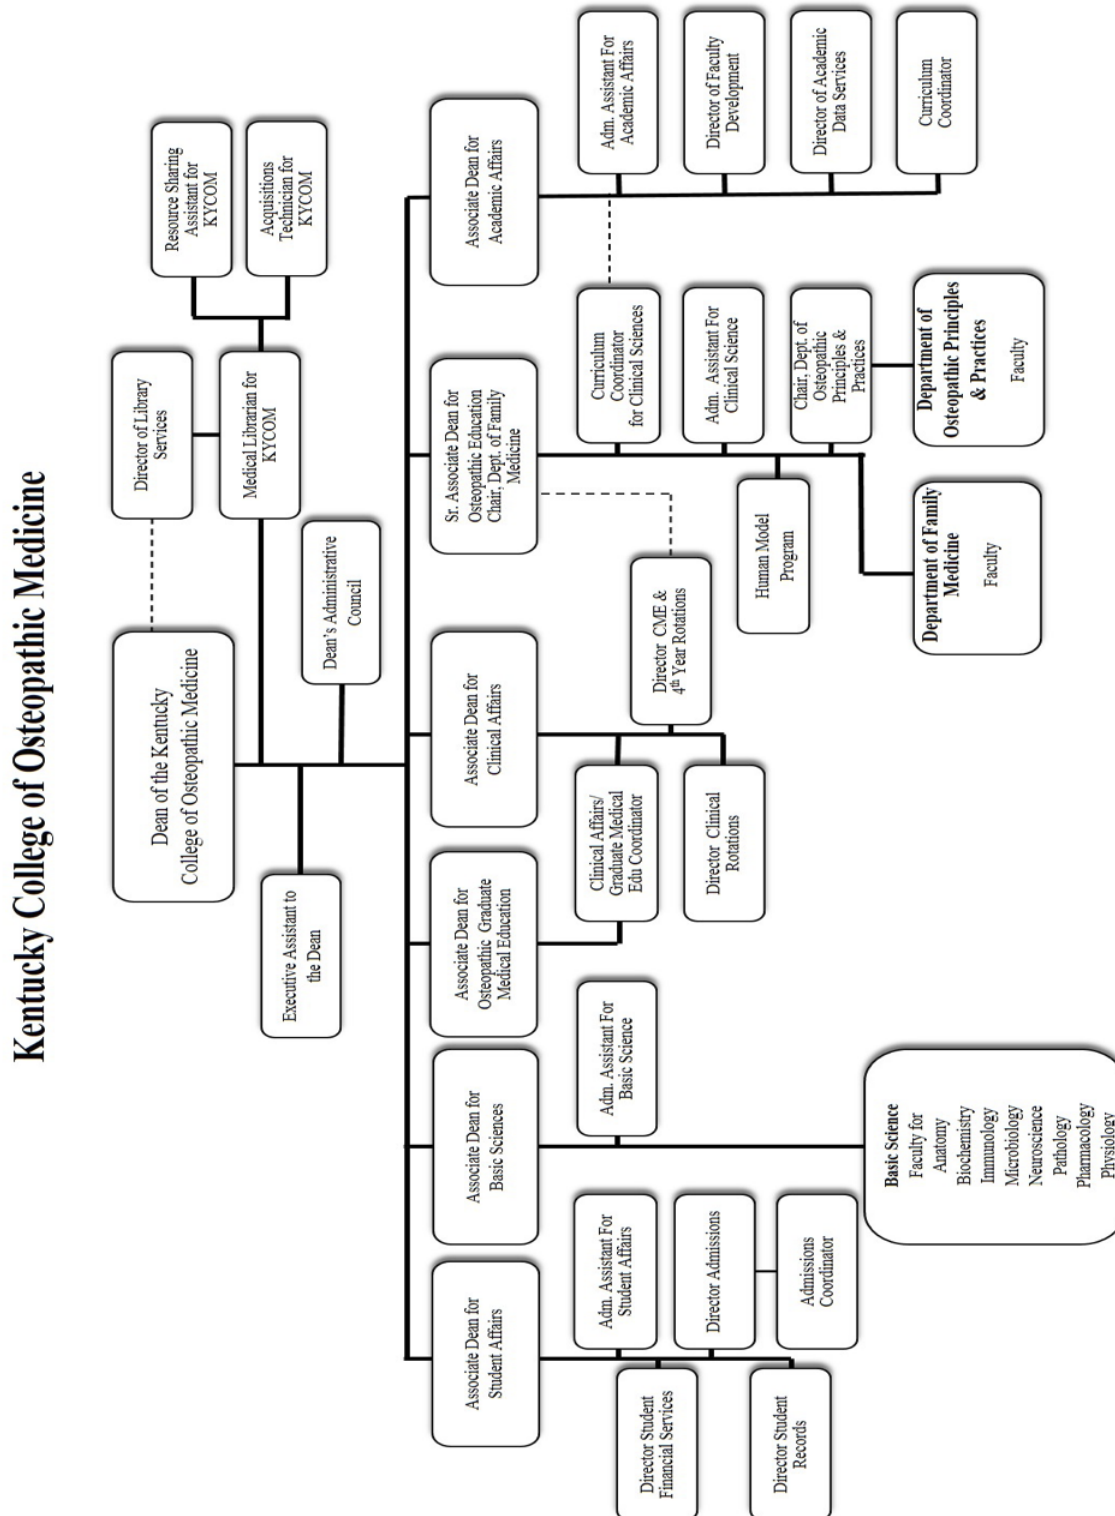 Kentucky College of Osteopathic Medicine
Dean of the Kentucky
College of Osteopathic Medicine
Director of Library
Services
Resource Sharing
Assistant for
KYCOM
Acquisitions
Technician for
KYCOM
Medical Librarian for
KYCOM
Executive Assistant to
the Dean
Dean's Administrative
Council
Associate Dean for
Student Affairs
Associate Dean for
Basic Sciences
Associate Dean for
Osteopathic Graduate
Medical Education
Associate Dean for
Clinical Affairs
Sr. Associate Dean for
Osteopathic Education
Chair, Dept. of Family
Medicine
Associate Dean for
Academic Affairs
Adm. Assistant For
Student Affairs
Director Student
Financial Services
Director Admissions
Director Student
Records
Admissions
Coordinator
Adm. Assistant For
Basic Science
Basic Science
Faculty for
Anatomy
Biochemistry
Immunology
Microbiology
Neuroscience
Pathology
Pharmacology
Physiology
Clinical Affairs/
Graduate Medical
Edu Coordinator
Director CME &
4th Year Rotations
Director Clinical
Rotations
Curriculum
Coordinator
for Clinical Sciences
Adm. Assistant For
Clinical Science
Human Model
Program
Chair, Dept. of
Osteopathic
Principles &
Practices
Department of Family
Medicine
Faculty
Department of
Osteopathic Principles
& Practices
Faculty
Adm. Assistant For
Academic Affairs
Director of Faculty
Development
Director of Academic
Data Services
Curriculum
Coordinator